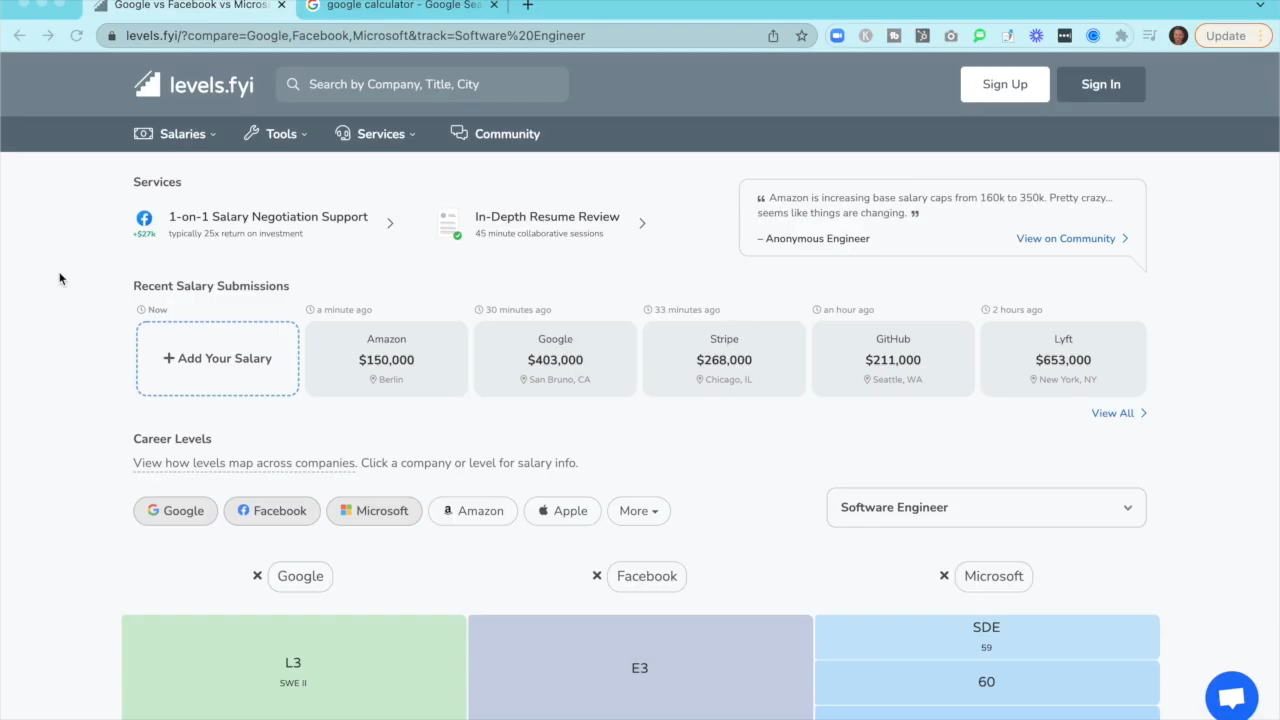 Google vs Facebook vs Micros
google calculator - Google Sea
levels.fyi/?compare=Google,Facebook,Microsoft&track=Software%20Engineer
Update
levels.fyi
Search by Company, Title, City
Sign Up
Sign In
Salaries
Tools
Services
Community
Services
1-on-1 Salary Negotiation Support
typically 25x return on investment
+$27k
In-Depth Resume Review
45 minute collaborative sessions
❝ Amazon is increasing base salary caps from 160k to 350k. Pretty crazy...
seems like things are changing. ❞
– Anonymous Engineer
View on Community
Recent Salary Submissions
Now
a minute ago
30 minutes ago
33 minutes ago
an hour ago
2 hours ago
+ Add Your Salary
Amazon
$150,000
Berlin
Google
$403,000
San Bruno, CA
Stripe
$268,000
Chicago, IL
GitHub
$211,000
Seattle, WA
Lyft
$653,000
New York, NY
View All
Career Levels
View how levels map across companies. Click a company or level for salary info.
Google
Facebook
Microsoft
Amazon
Apple
More
Software Engineer
× Google
× Facebook
× Microsoft
L3
SWE II
E3
SDE
59
60